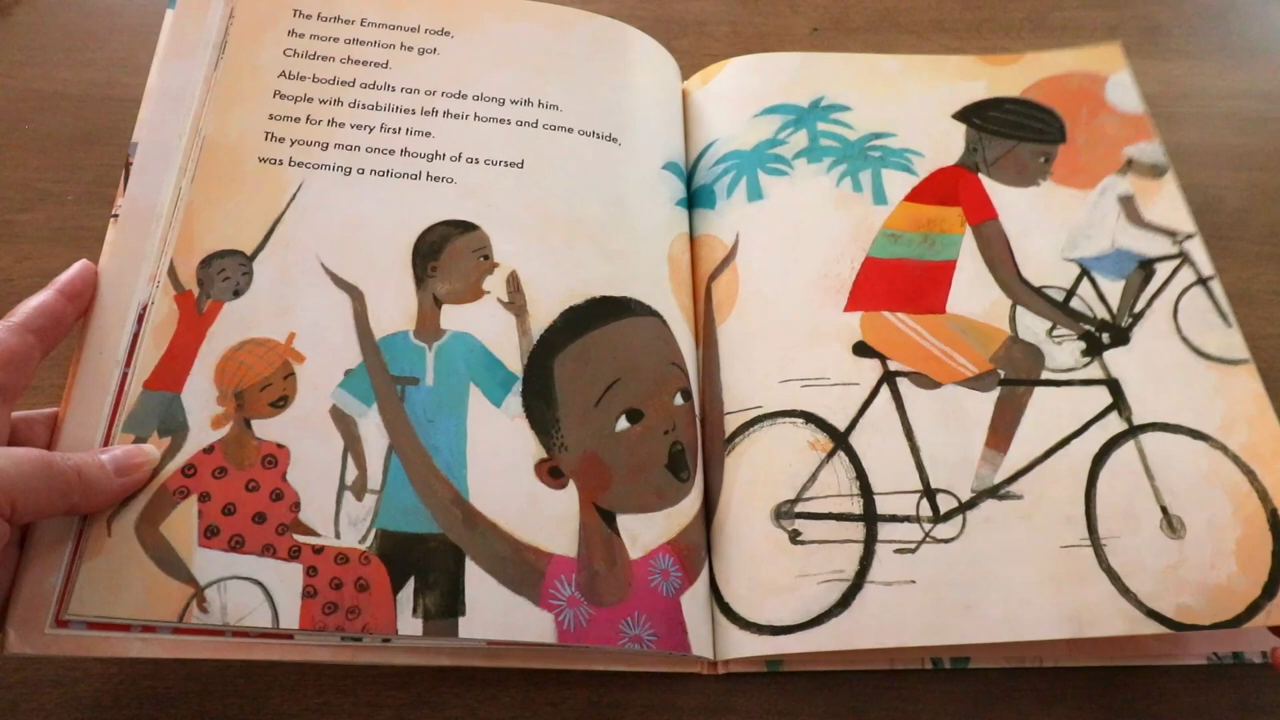 The farther Emmanuel rode,
the more attention he got.
Children cheered.
Able-bodied adults ran or rode along with him.
People with disabilities left their homes and came outside,
some for the very first time.
The young man once thought of as cursed
was becoming a national hero.